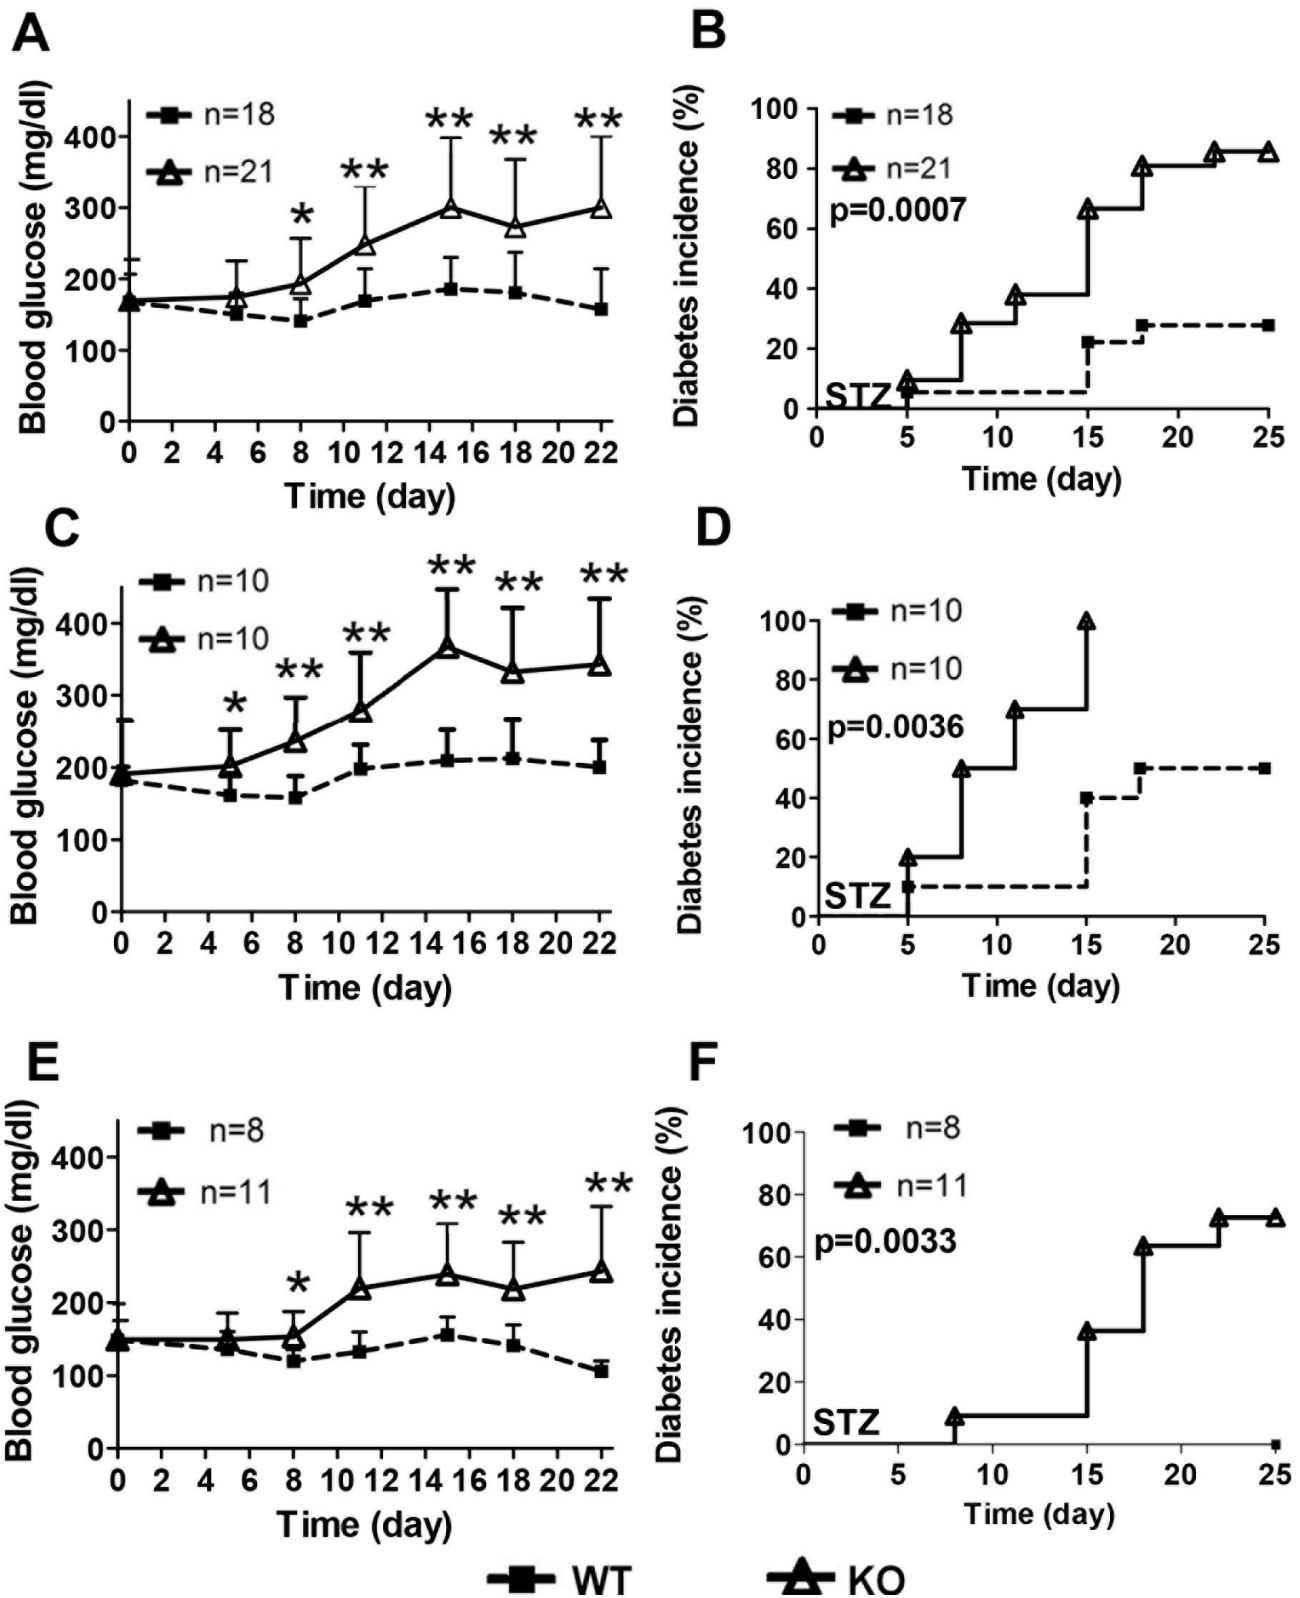 A
Blood glucose (mg/dl)
n=18
n=21
400
300
200
100
0
*
**
**
**
**
0 2 4 6 8 10 12 14 16 18 20 22
Time (day)
B
Diabetes incidence (%)
n=18
n=21
p=0.0007
100
80
60
40
20
0
STZ
0 5 10 15 20 25
Time (day)
C
Blood glucose (mg/dl)
n=10
n=10
400
300
200
100
0
*
**
**
**
**
**
0 2 4 6 8 10 12 14 16 18 20 22
Time (day)
D
Diabetes incidence (%)
n=10
n=10
p=0.0036
100
80
60
40
20
0
STZ
0 5 10 15 20 25
Time (day)
E
Blood glucose (mg/dl)
n=8
n=11
400
300
200
100
0
*
**
**
**
**
0 2 4 6 8 10 12 14 16 18 20 22
Time (day)
F
Diabetes incidence (%)
n=8
n=11
p=0.0033
100
80
60
40
20
0
STZ
0 5 10 15 20 25
Time (day)
WT KO